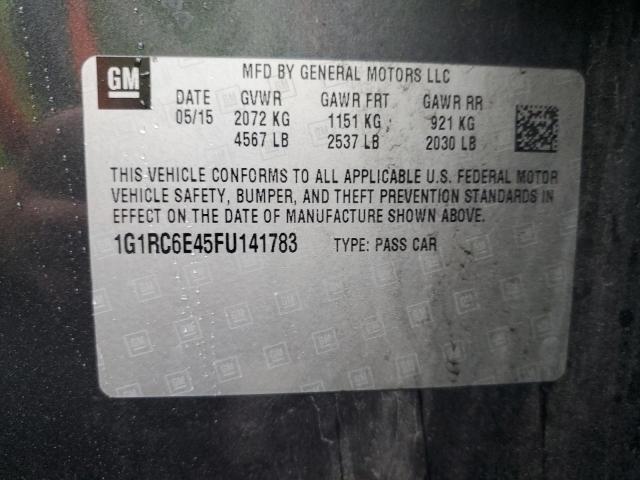 GM MFD BY GENERAL MOTORS LLC
DATE GVWR GAWR FRT GAWR RR
05/15 2072 KG 1151 KG 921 KG
4567 LB 2537 LB 2030 LB
THIS VEHICLE CONFORMS TO ALL APPLICABLE U.S. FEDERAL MOTOR
VEHICLE SAFETY, BUMPER, AND THEFT PREVENTION STANDARDS IN
EFFECT ON THE DATE OF MANUFACTURE SHOWN ABOVE.
1G1RC6E45FU141783 TYPE: PASS CAR